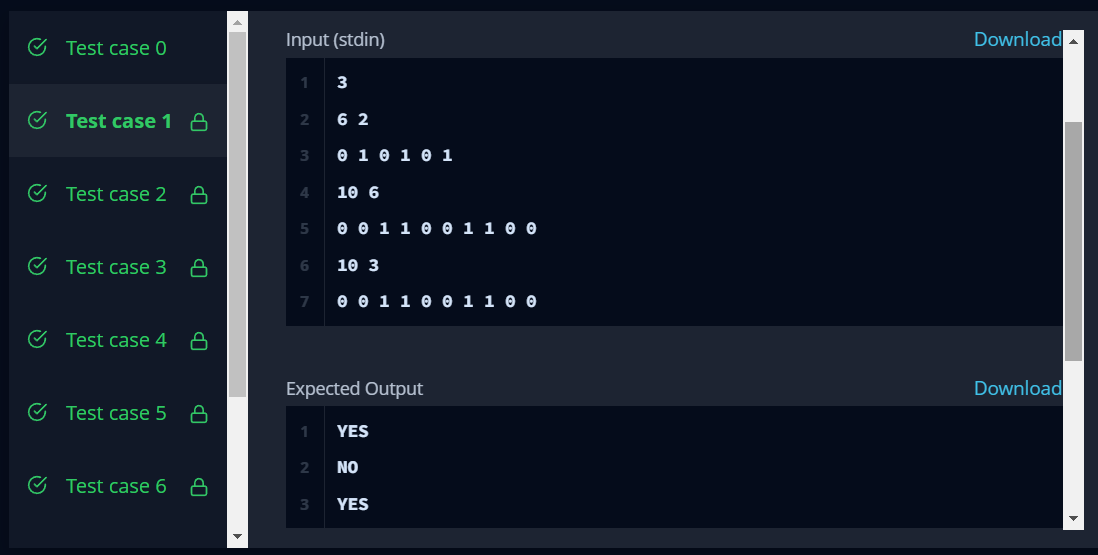 Test case 0
Test case 1
Test case 2
Test case 3
Test case 4
Test case 5
Test case 6
Input (stdin)
Download
1 3
2 6 2
3 0 1 0 1 0 1
4 10 6
5 0 0 1 1 0 0 1 1 0 0
6 10 3
7 0 0 1 1 0 0 1 1 0 0
Expected Output
Download
1 YES
2 NO
3 YES